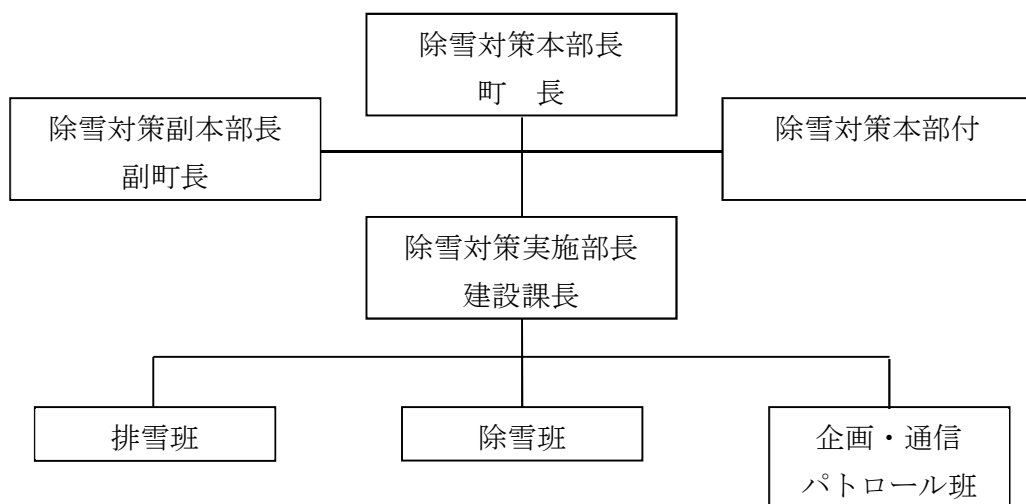 除雪対策本部長
町　長
除雪対策副本部長
副町長
除雪対策本部付
除雪対策実施部長
建設課長
排雪班
除雪班
企画・通信
パトロール班